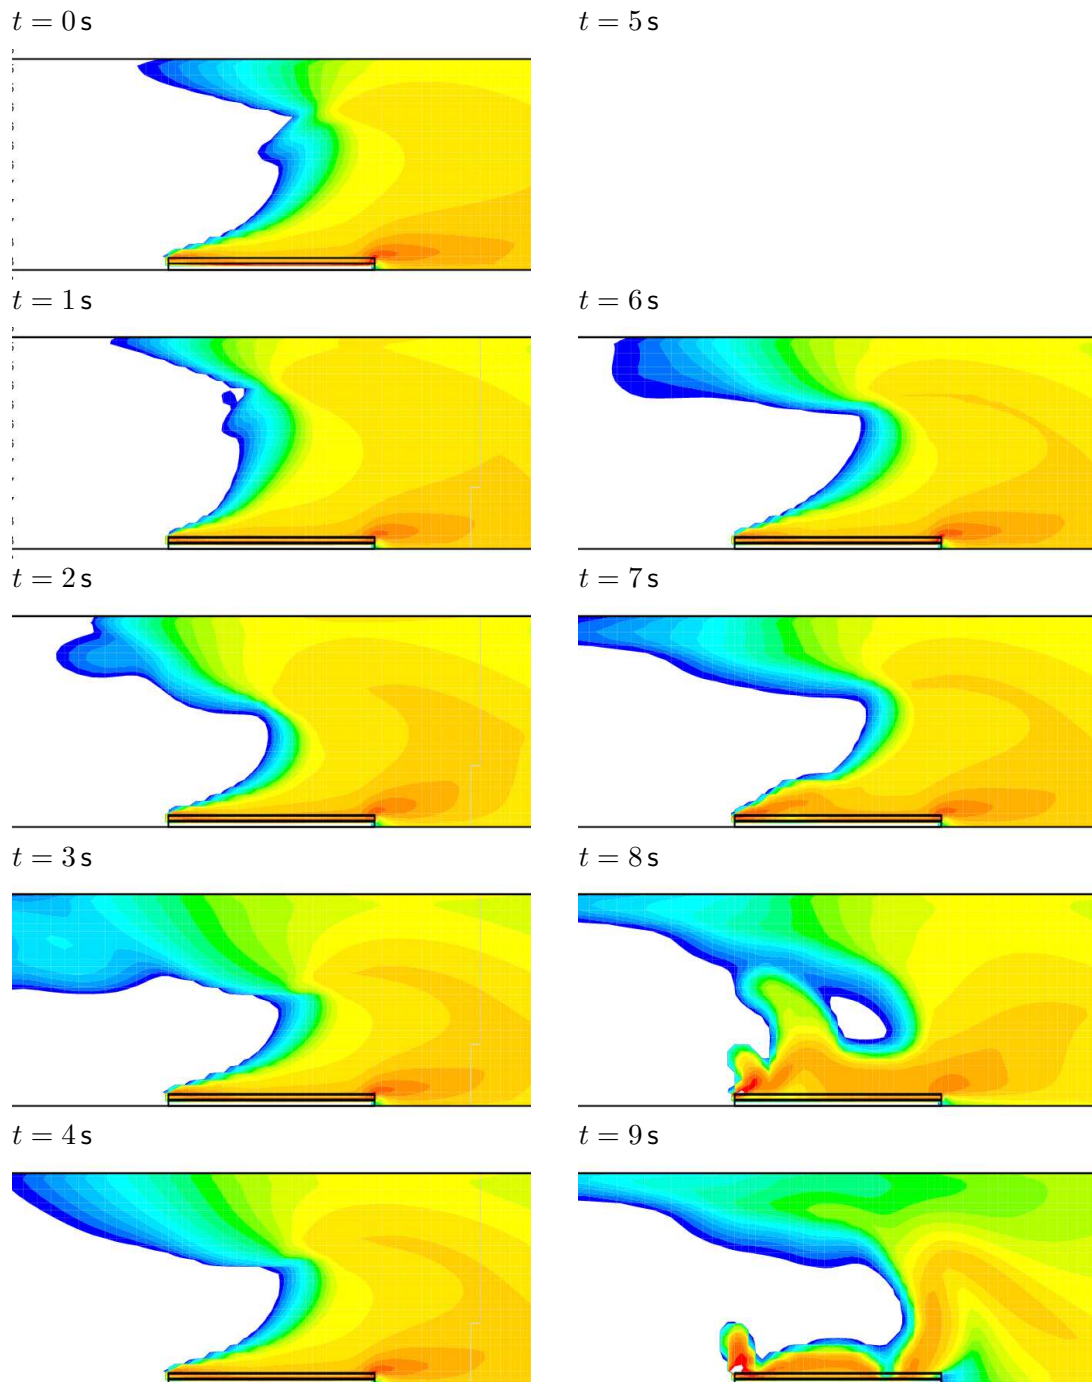 t = 0 s
t = 5 s
t = 1 s
t = 6 s
t = 2 s
t = 7 s
t = 3 s
t = 8 s
t = 4 s
t = 9 s